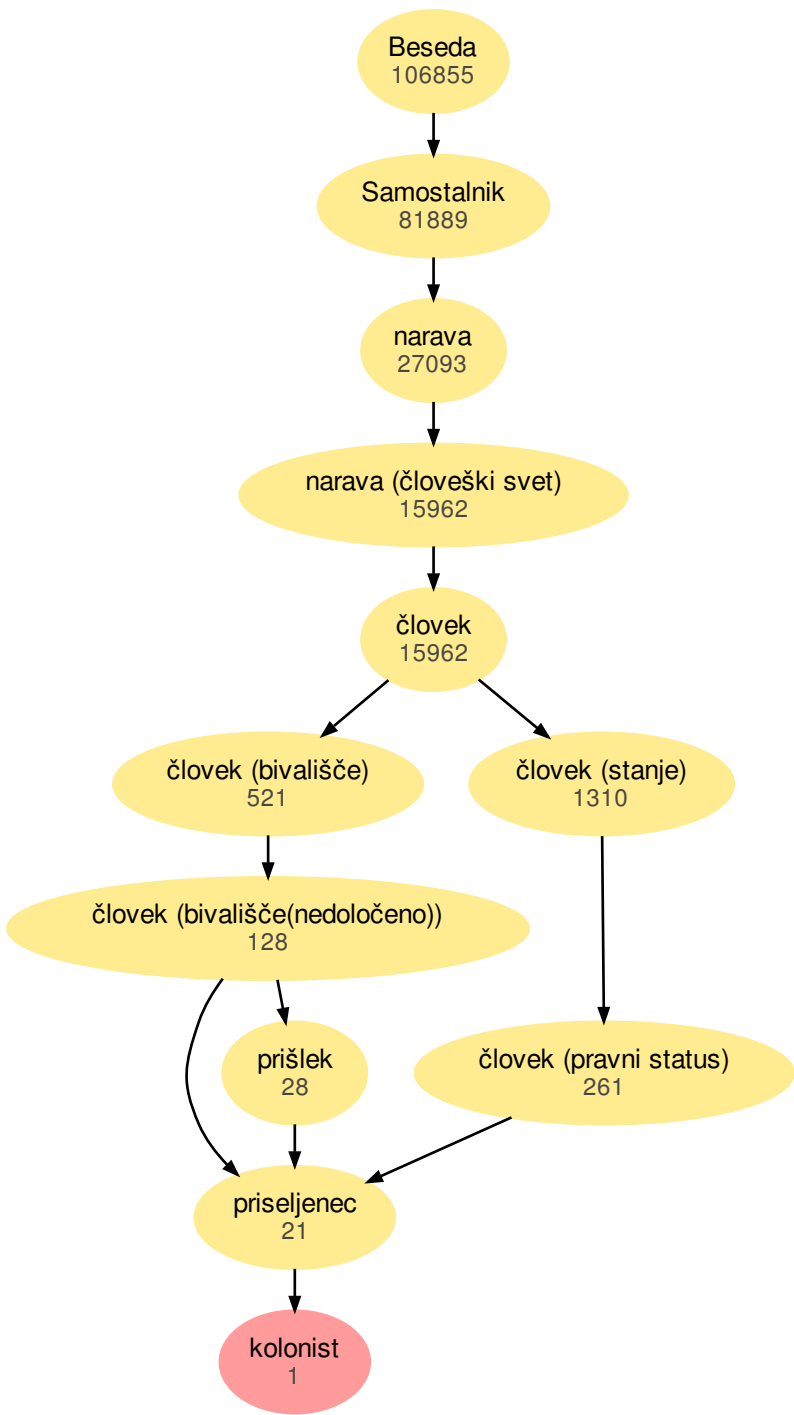 Beseda
106855
Samostalnik
81889
narava
27093
narava (človeški svet)
15962
človek
15962
človek (bivališče)
521
človek (stanje)
1310
človek (bivališče(nedoločeno))
128
prišlek
28
človek (pravni status)
261
priseljenec
21
kolonist
1